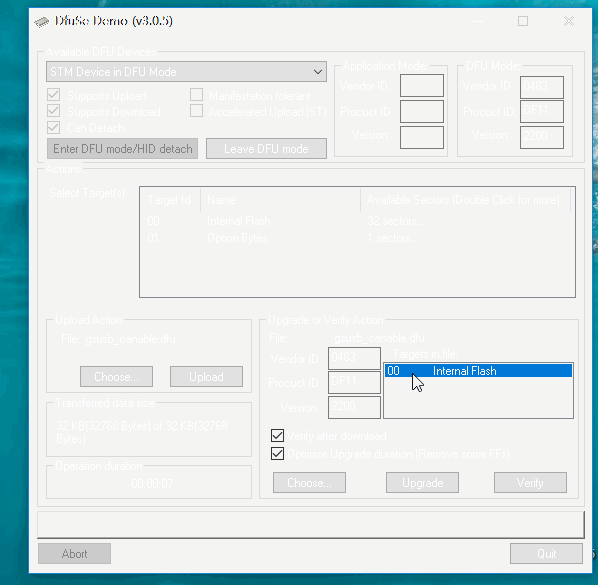 DfuSe Demo (v3.0.5)
Available DFU Devices
STM Device in DFU Mode
Supports Upload
Manifestation tolerant
Supports Download
Accelerated Upload (ST)
Can Detach
Enter DFU mode/HID detach
Leave DFU mode
Application Mode:
Vendor ID:
Product ID:
Version:
DFU Mode:
Vendor ID: 0483
Product ID: DF11
Version: 2200
Actions
Select Target(s):
Target Id Name Available Sectors (Double Click for more)
00 Internal Flash 32 sectors...
01 Option Bytes 1 sectors...
Upload Action
File: gsusb_canable.dfu
Choose... Upload
Transferred data size
32 KB(32768 Bytes) of 32 KB(32768
Bytes)
Operation duration
00:00:07
Upgrade or Verify Action
File: gsusb_canable.dfu
Vendor ID: 0483
Targets in file:
00 Internal Flash
Product ID: DF11
Version: 2200
Verify after download
Optimize Upgrade duration (Remove some FFs)
Choose... Upgrade Verify
Abort Quit